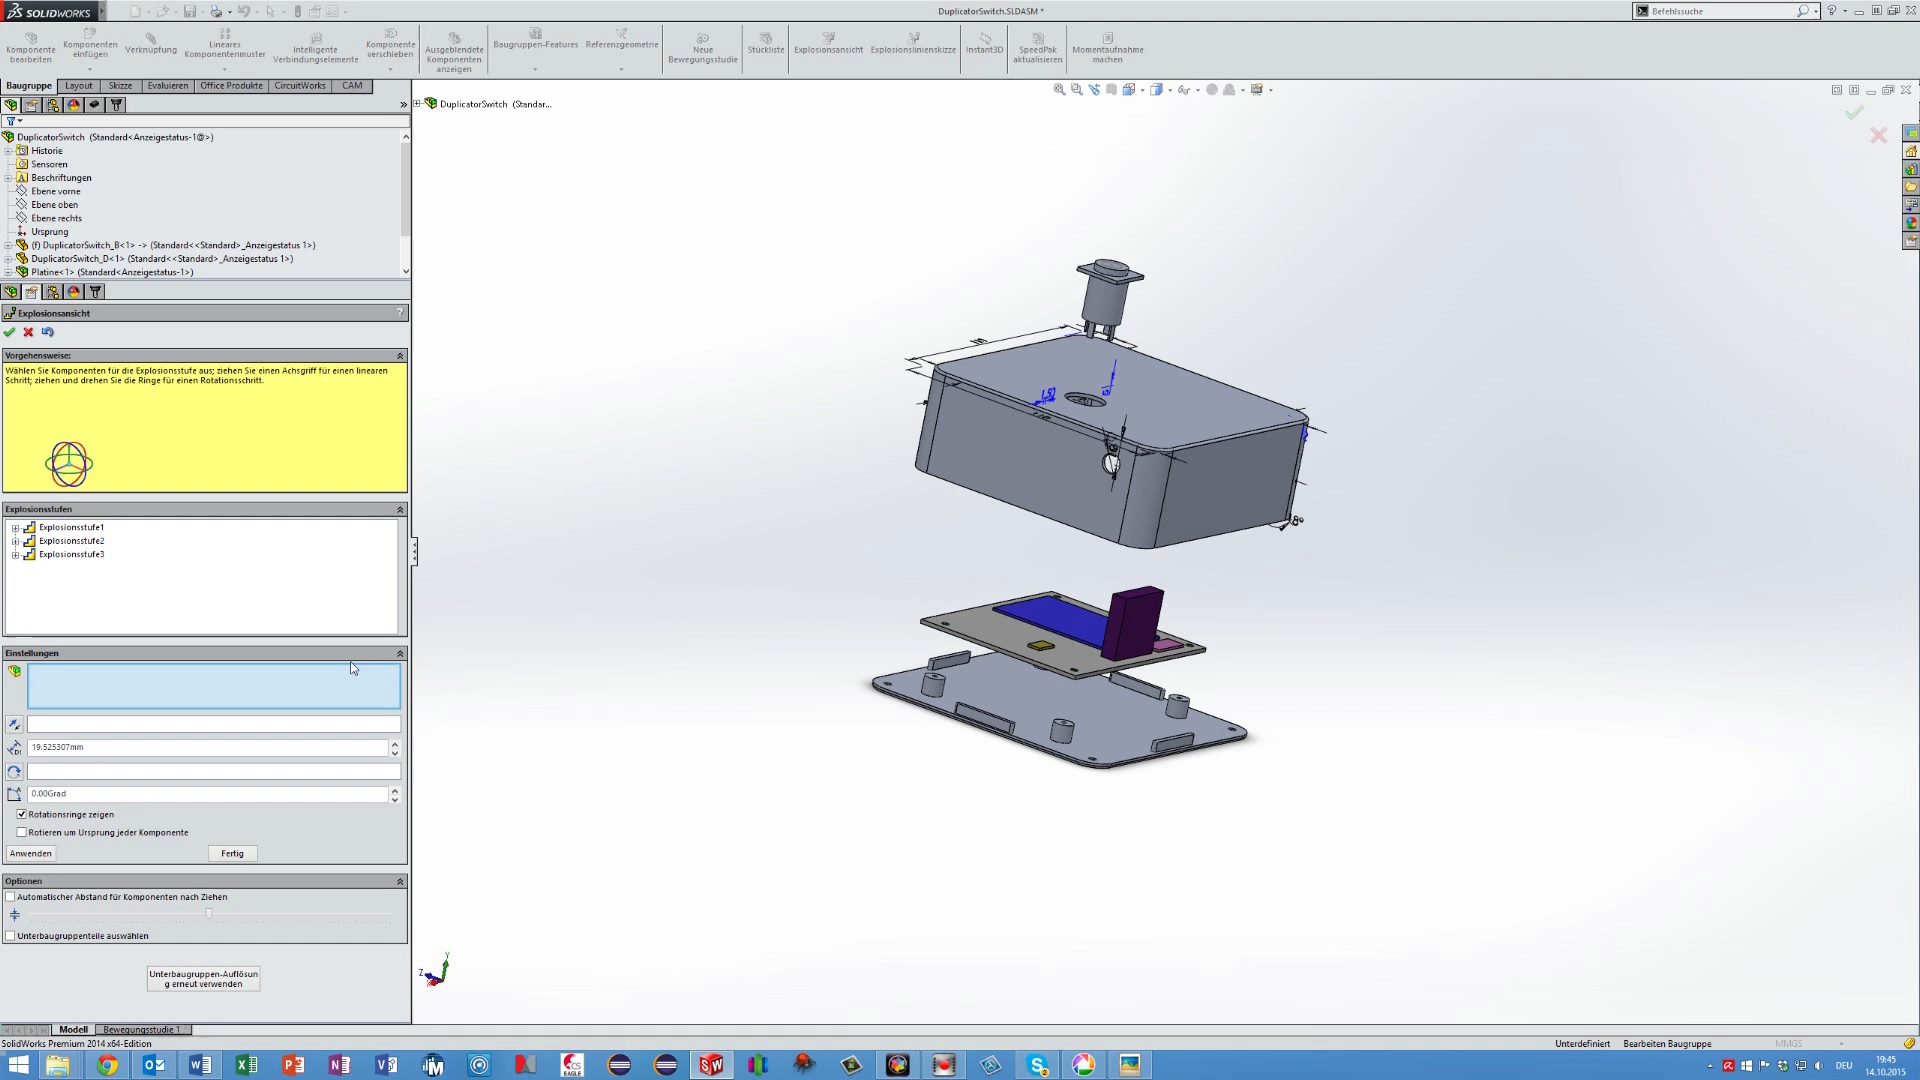 SOLIDWORKS
DuplicatorSwitch.SLDASM *
Befehlssuche
Komponente bearbeiten
Komponenten einfügen
Verknüpfung
Lineares Komponentenmuster
Intelligente Verbindungselemente
Komponente verschieben
Ausgeblendete Komponenten anzeigen
Baugruppen-Features
Referenzgeometrie
Neue Bewegungsstudie
Stückliste
Explosionsansicht
Explosionslinienskizze
Instant3D
SpeedPak aktualisieren
Momentaufnahme machen
Baugruppe
Layout
Skizze
Evaluieren
Office Produkte
CircuitWorks
CAM
DuplicatorSwitch (Standar...
DuplicatorSwitch (Standard<Anzeigestatus-1@>)
Historie
Sensoren
Beschriftungen
Ebene vorne
Ebene oben
Ebene rechts
Ursprung
(f) DuplicatorSwitch_B<1> -> (Standard<<Standard>_Anzeigestatus 1>)
DuplicatorSwitch_D<1> (Standard<<Standard>_Anzeigestatus 1>)
Platine<1> (Standard<Anzeigestatus-1>)
Explosionsansicht
?
Vorgehensweise:
Wählen Sie Komponenten für die Explosionsstufe aus; ziehen Sie einen Achsgriff für einen linearen
Schritt; ziehen und drehen Sie die Ringe für einen Rotationsschritt.
Explosionsstufen
Explosionsstufe1
Explosionsstufe2
Explosionsstufe3
Einstellungen
19.525307mm
0.00Grad
Rotationsringe zeigen
Rotieren um Ursprung jeder Komponente
Anwenden
Fertig
Optionen
Automatischer Abstand für Komponenten nach Ziehen
Unterbaugruppenteile auswählen
Unterbaugruppen-Auflösun
g erneut verwenden
Y
Z
Modell
Bewegungsstudie 1
SolidWorks Premium 2014 x64-Edition
Unterdefiniert
Bearbeiten Baugruppe
MMGS
DEU
19:45
14.10.2015